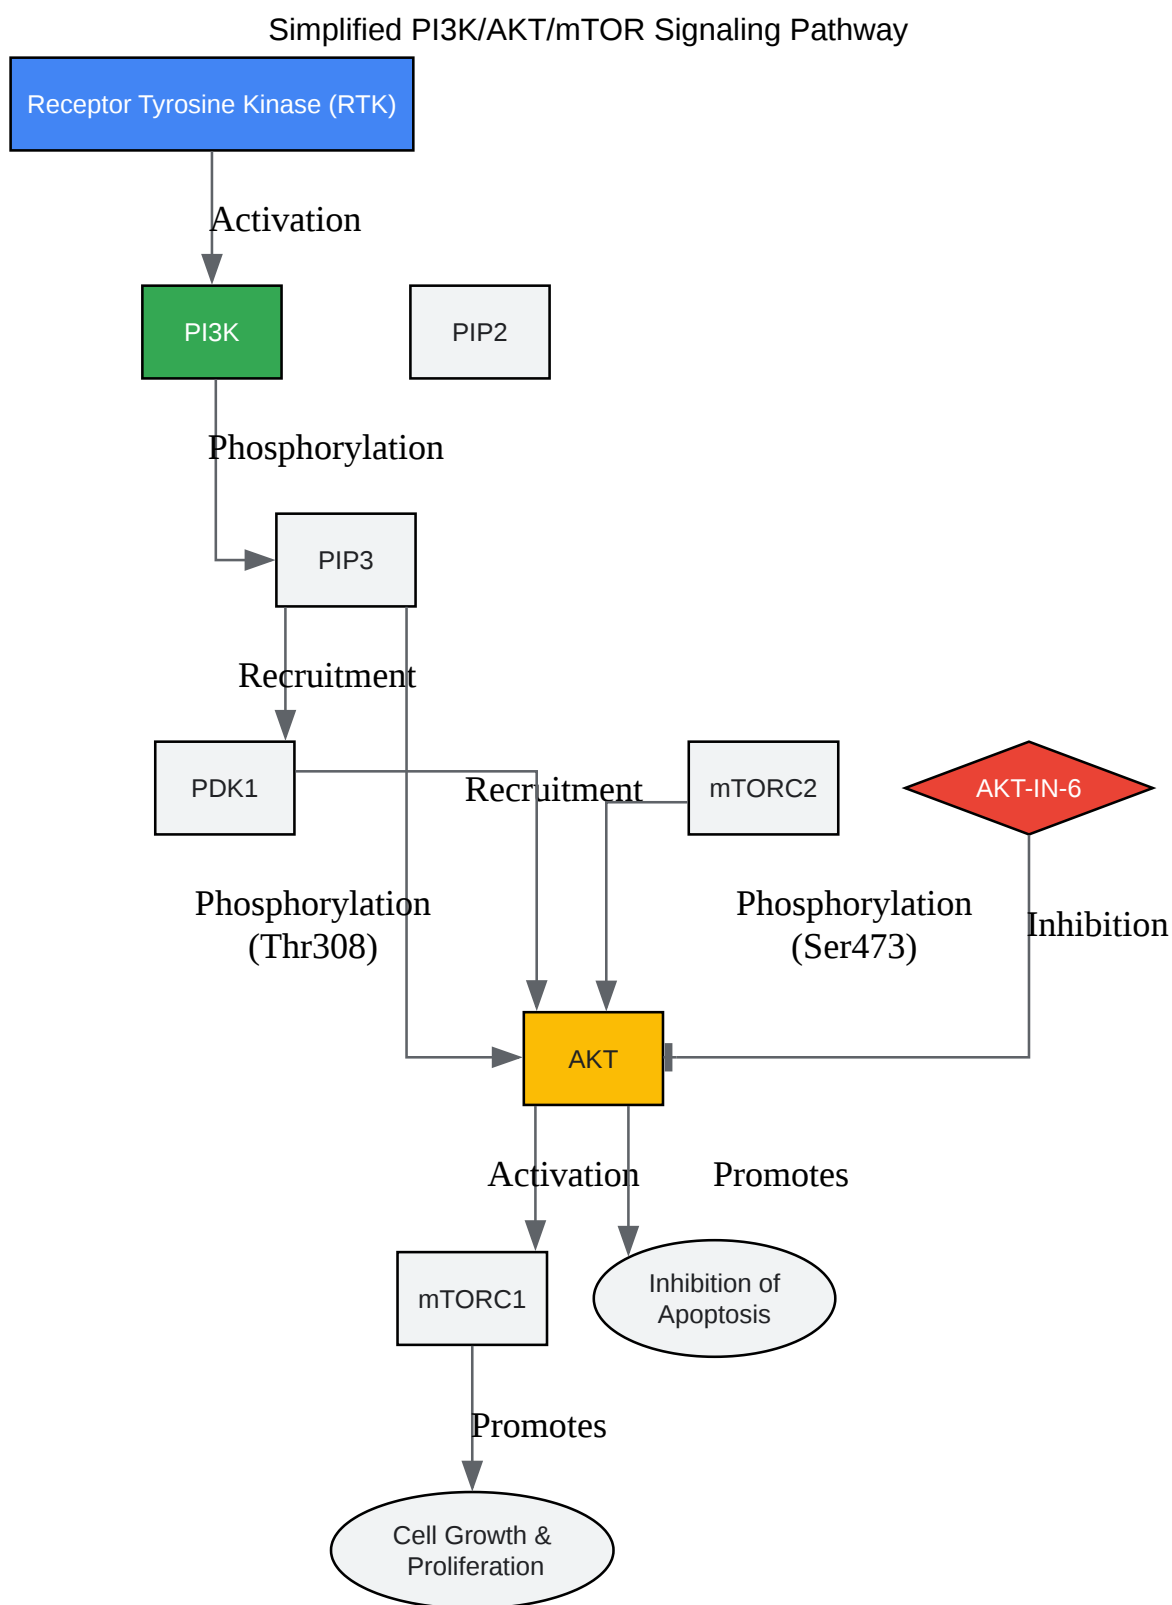 Simplified PI3K/AKT/mTOR Signaling Pathway
Receptor Tyrosine Kinase (RTK)
Activation
PI3K
PIP2
Phosphorylation
PIP3
Recruitment
PDK1
Recruitment
mTORC2
AKT-IN-6
Phosphorylation
(Thr308)
Phosphorylation
(Ser473)
Inhibition
AKT
Activation
Promotes
mTORC1
Inhibition of
Apoptosis
Promotes
Cell Growth &
Proliferation